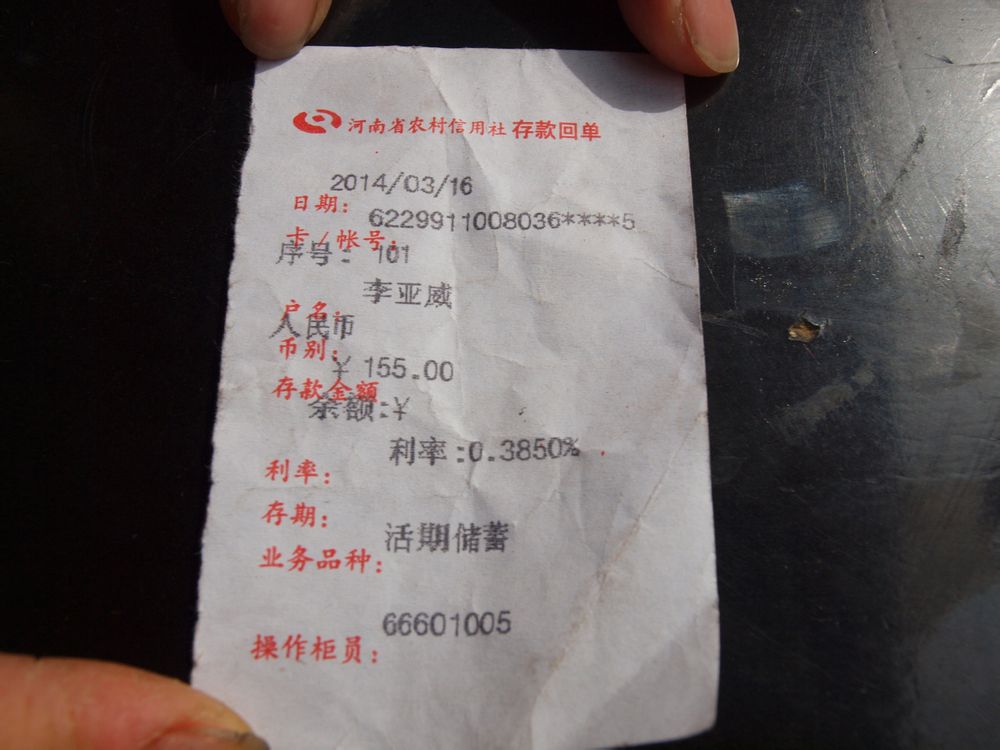 河南省农村信用社 存款回单
2014/03/16
日期:
6229911008036****5
卡/帐号:
序号: 101
李亚威
户名:
人民币
币别:
¥ 155.00
存款金额
余额:¥
利率:0.3850%
利率:
存期:
活期储蓄
业务品种:
66601005
操作柜员: